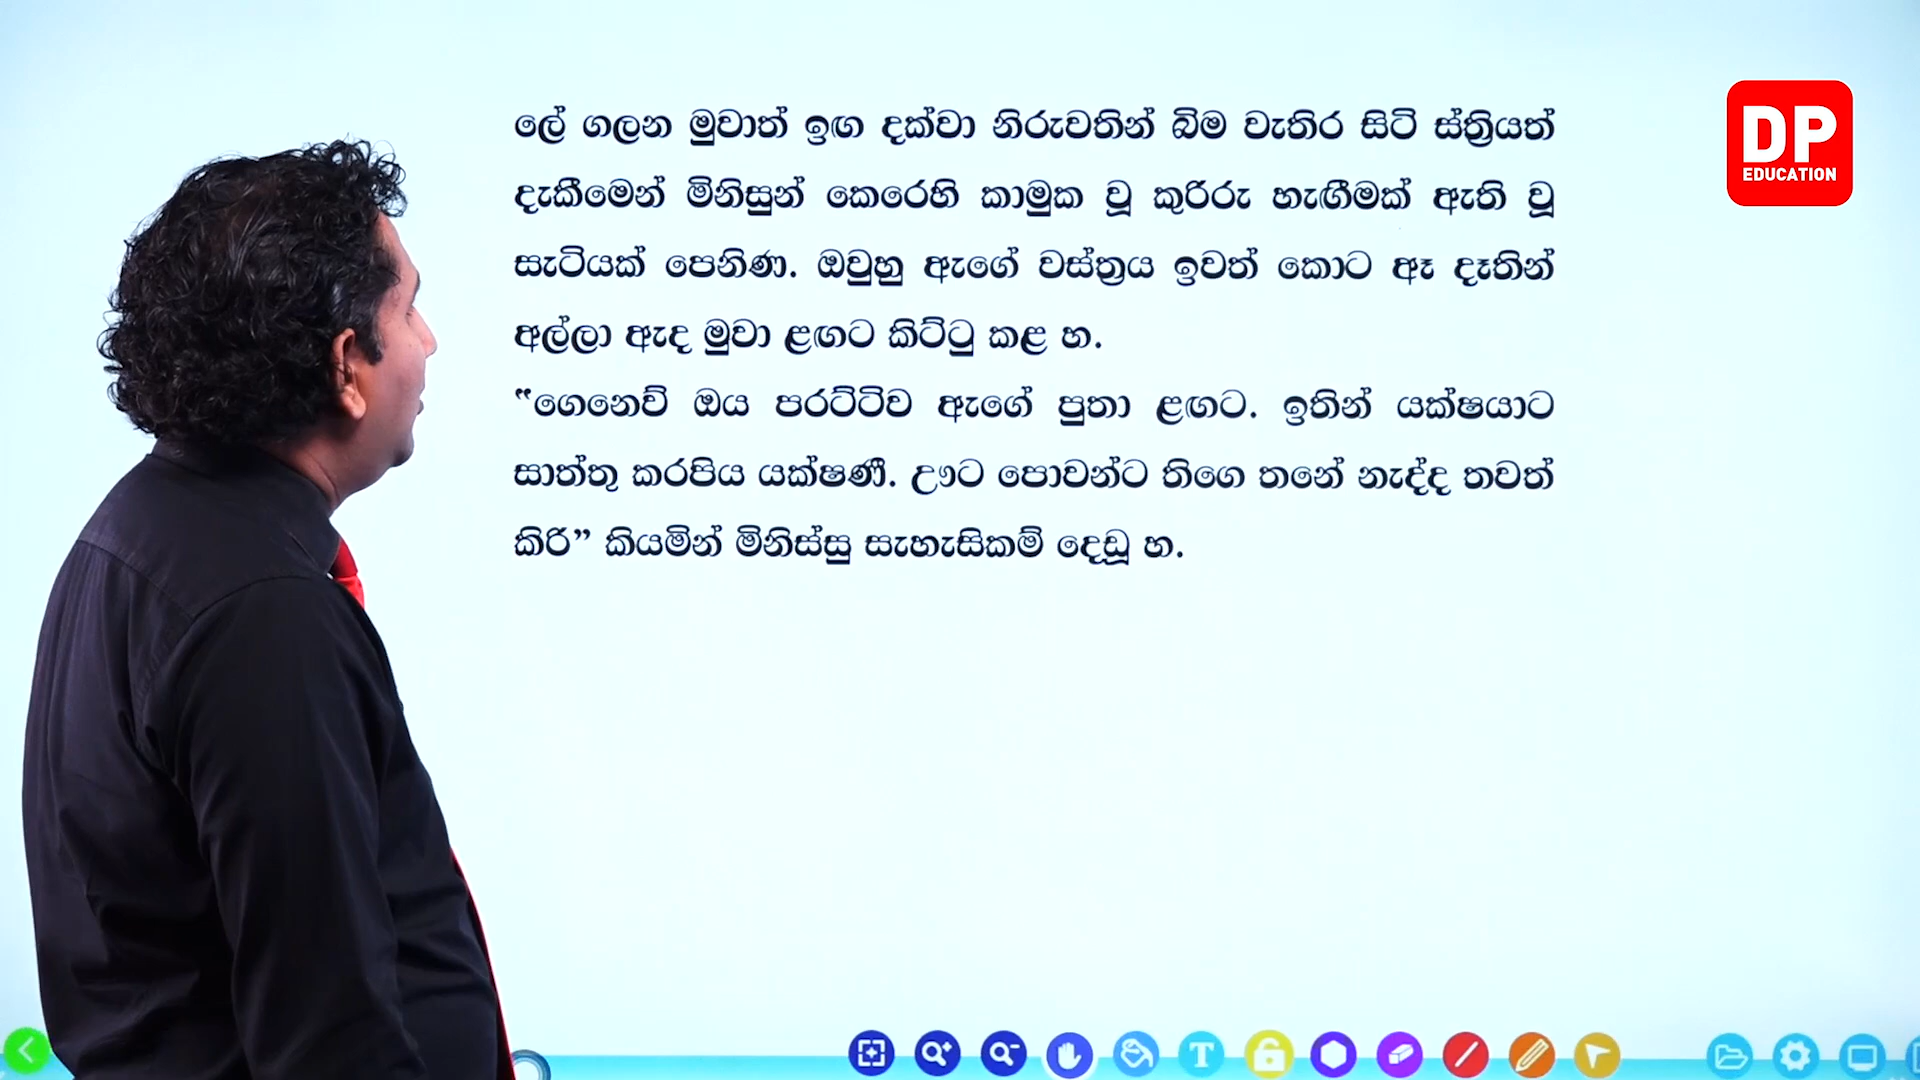 ලේ ගලන මුවාත් ඉඟ දක්වා නිරුවතින් බිම වැතිර සිටි ස්ත්‍රියත්
දැකීමෙන් මිනිසුන් කෙරෙහි කාමුක වූ කුරිරු හැඟීමක් ඇති වූ
සැටියක් පෙනිණ. ඔවුහු ඇගේ වස්ත්‍රය ඉවත් කොට ඈ දෑතින්
අල්ලා ඇද මුවා ළඟට කිට්ටු කළ හ.
“ගෙනෙව් ඔය පරට්ටිව ඇගේ පුතා ළඟට. ඉතින් යක්ෂයාට
සාත්තු කරපිය යක්ෂණී. ඌට පොවන්ට තිගෙ තනේ නැද්ද තවත්
කිරි” කියමින් මිනිස්සු සැහැසිකම් දෙඩූ හ.
DP
EDUCATION